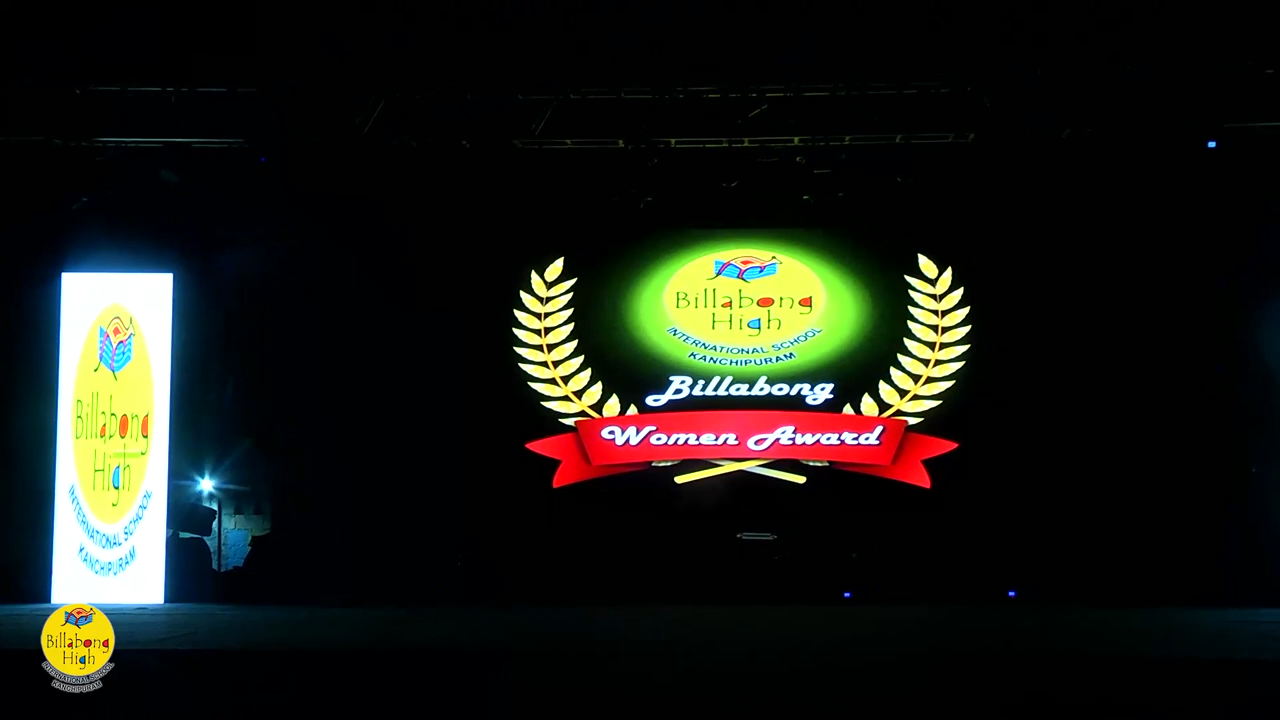 Billabong
High
INTERNATIONAL SCHOOL
KANCHIPURAM
Billabong
High
INTERNATIONAL SCHOOL
KANCHIPURAM
Billabong
Women Award
Billabong
High
INTERNATIONAL SCHOOL
KANCHIPURAM